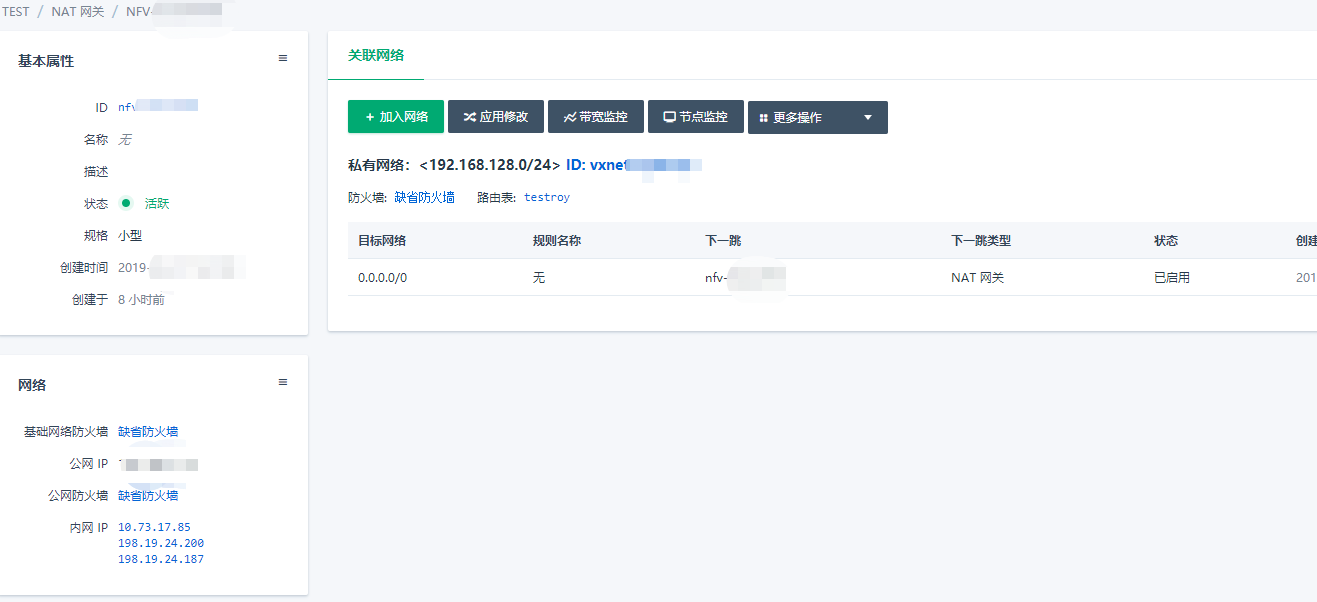 TEST / NAT 网关 / NFV-
基本属性
ID nfv
名称 无
描述
状态 活跃
规格 小型
创建时间 2019-
创建于 8 小时前
网络
基础网络防火墙 缺省防火墙
公网 IP
公网防火墙 缺省防火墙
内网 IP 10.73.17.85
198.19.24.200
198.19.24.187
关联网络
+ 加入网络 应用修改 带宽监控 节点监控 更多操作
私有网络：<192.168.128.0/24> ID: vxnet
防火墙: 缺省防火墙 路由表: testroy
目标网络 规则名称 下一跳 下一跳类型 状态 创建
0.0.0.0/0 无 nfv- NAT 网关 已启用 201